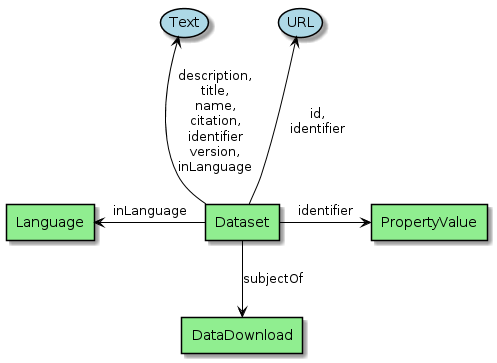 Text
URL
description,
title,
name,
citation,
identifier
version,
inLanguage
id,
identifier
Language
inLanguage
Dataset
identifier
PropertyValue
subjectOf
DataDownload